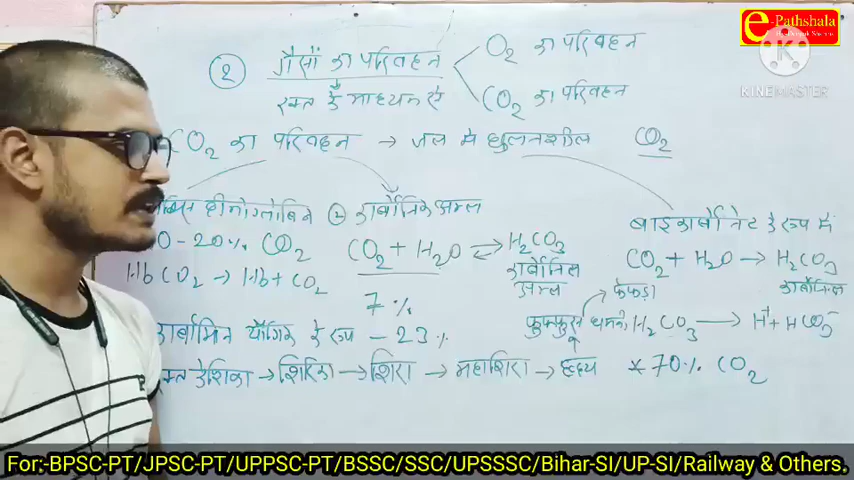 e-Pathshala
KINEMASTER
② गैसों का परिवहन
रक्त के माध्यम से
O₂ का परिवहन
CO₂ का परिवहन
CO₂ का परिवहन → जल में घुलनशील CO₂
हीमोग्लोबिन
20% CO₂
HbCO₂ → Hb + CO₂
② कार्बोनिक अम्ल
CO₂ + H₂O ⇌ H₂CO₃
कार्बोनिक
अम्ल
7%
यौगिक के रूप – 23%
बाइकार्बोनेट के रूप में
CO₂ + H₂O → H₂CO₃
कार्बोनिक
फेफड़ा
फुफ्फुस धमनी
H₂CO₃ → H⁺ + HCO₃⁻
रक्त केशिका → शिरिका → शिरा → महाशिरा → हृदय
* 70% CO₂
For:-BPSC-PT/JPSC-PT/UPPSC-PT/BSSC/SSC/UPSSSC/Bihar-SI/UP-SI/Railway & Others.